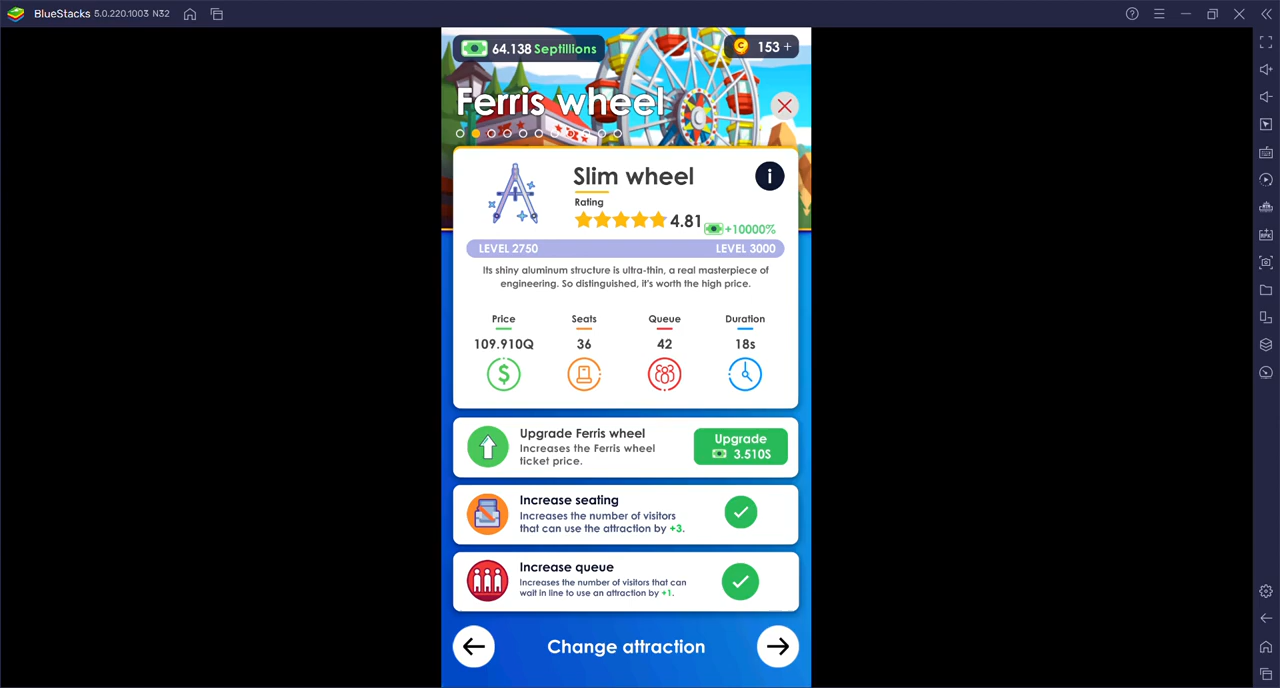 BlueStacks 5.0.220.1003 N32
64.138 Septillions
153 +
Ferris wheel
Slim wheel
i
Rating
4.81
+10000%
LEVEL 2750 LEVEL 3000
Its shiny aluminum structure is ultra-thin, a real masterpiece of
engineering. So distinguished, it's worth the high price.
Price Seats Queue Duration
109.910Q 36 42 18s
Upgrade Ferris wheel
Increases the Ferris wheel
ticket price.
Upgrade
3.510S
Increase seating
Increases the number of visitors
that can use the attraction by +3.
Increase queue
Increases the number of visitors that can
wait in line to use an attraction by +1.
Change attraction